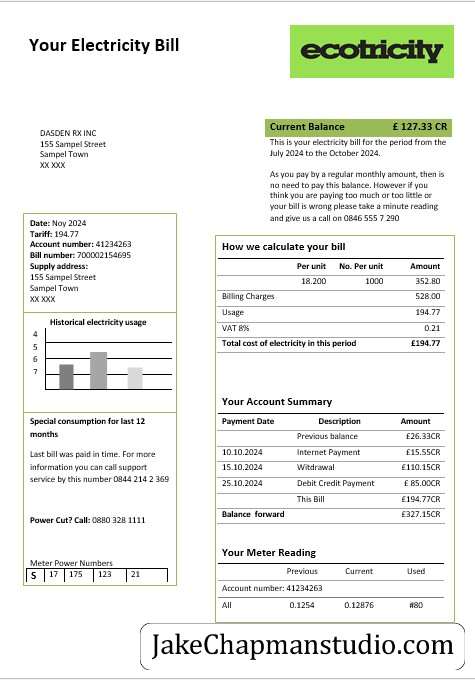 Your Electricity Bill
ecotricity
DASDEN RX INC
155 Sampel Street
Sampel Town
XX XXX
Current Balance £ 127.33 CR
This is your electricity bill for the period from the
July 2024 to the October 2024.
As you pay by a regular monthly amount, then is
no need to pay this balance. However if you
think you are paying too much or too little or
your bill is wrong please take a minute reading
and give us a call on 0846 555 7 290
Date: Noy 2024
Tariff: 194.77
Account number: 41234263
Bill number: 700002154695
Supply address:
155 Sampel Street
Sampel Town
XX XXX
Historical electricity usage
4
5
6
7
Special consumption for last 12
months
Last bill was paid in time. For more
information you can call support
service by this number 0844 214 2 369
Power Cut? Call: 0880 328 1111
Meter Power Numbers
S 17 175 123 21
How we calculate your bill
Per unit No. Per unit Amount
18.200 1000 352.80
Billing Charges 528.00
Usage 194.77
VAT 8% 0.21
Total cost of electricity in this period £194.77
Your Account Summary
Payment Date Description Amount
Previous balance £26.33CR
10.10.2024 Internet Payment £15.55CR
15.10.2024 Witdrawal £110.15CR
25.10.2024 Debit Credit Payment £ 85.00CR
This Bill £194.77CR
Balance forward £327.15CR
Your Meter Reading
Previous Current Used
Account number: 41234263
All 0.1254 0.12876 #80
JakeChapmanstudio.com